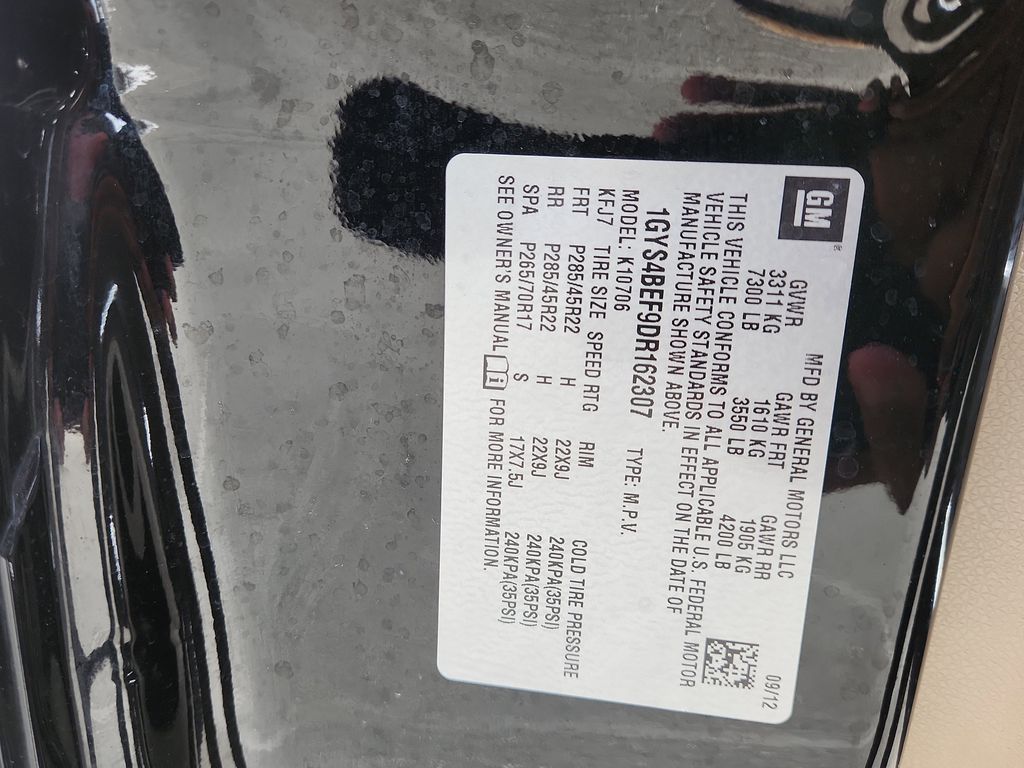 GM
MFD BY GENERAL MOTORS LLC 09/12
GVWR GAWR FRT GAWR RR
3311 KG 1610 KG 1905 KG
7300 LB 3550 LB 4200 LB
THIS VEHICLE CONFORMS TO ALL APPLICABLE U.S. FEDERAL MOTOR
VEHICLE SAFETY STANDARDS IN EFFECT ON THE DATE OF
MANUFACTURE SHOWN ABOVE.
1GYS4BEF9DR162307 TYPE: M.P.V.
MODEL: K10706
KFJ7 TIRE SIZE SPEED RTG RIM COLD TIRE PRESSURE
FRT P285/45R22 H 22X9J 240KPA(35PSI)
RR P285/45R22 H 22X9J 240KPA(35PSI)
SPA P265/70R17 S 17X7.5J 240KPA(35PSI)
SEE OWNER'S MANUAL i FOR MORE INFORMATION.